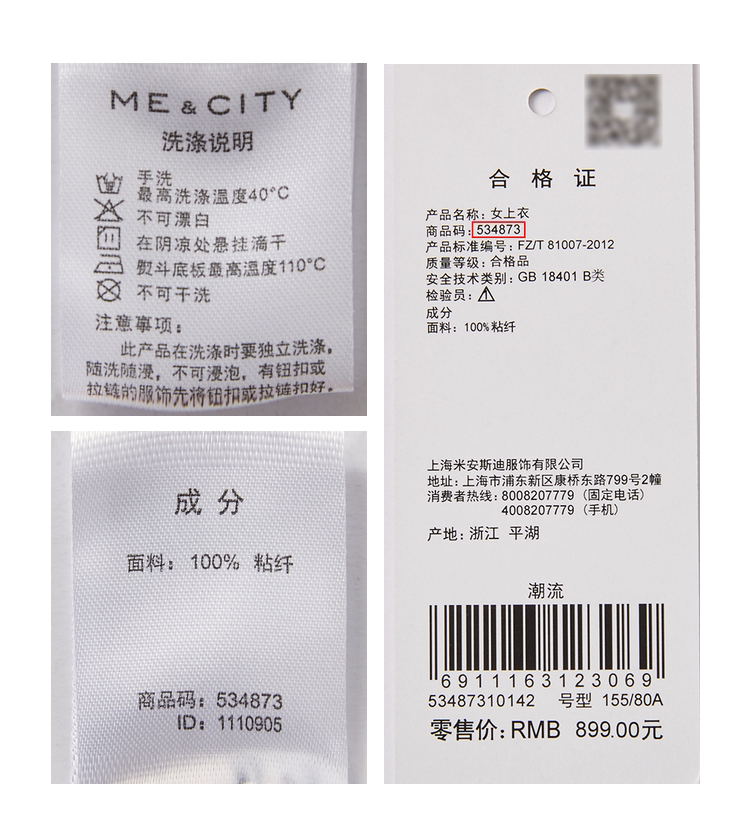 ME & CITY
洗涤说明
手洗
最高洗涤温度40°C
不可漂白
在阴凉处悬挂滴干
熨斗底板最高温度110°C
不可干洗
注意事项：
此产品在洗涤时要独立洗涤，
随洗随浸，不可浸泡，有钮扣或
拉链的服饰先将钮扣或拉链扣好。
成 分
面料： 100% 粘纤
商品码： 534873
ID： 1110905
合 格 证
产品名称：女上衣
商品码：534873
产品标准编号：FZ/T 81007-2012
质量等级：合格品
安全技术类别：GB 18401 B类
检验员：
成分
面料：100%粘纤
上海米安斯迪服饰有限公司
地址：上海市浦东新区康桥东路799号2幢
消费者热线：8008207779（固定电话）
4008207779（手机）
产地：浙江 平湖
潮流
6911163123069
53487310142 号型 155/80A
零售价：RMB 899.00元